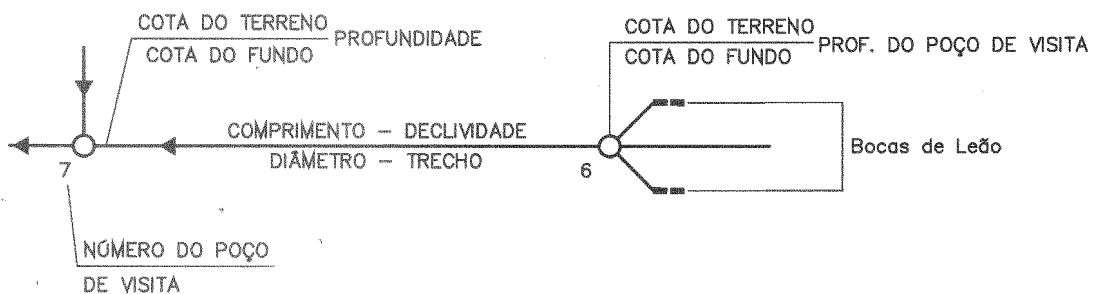 COTA DO TERRENO
COTA DO FUNDO
PROFUNDIDADE
COTA DO TERRENO
COTA DO FUNDO
PROF. DO POÇO DE VISITA
COMPRIMENTO – DECLIVIDADE
DIÂMETRO – TRECHO
Bocas de Leão
7
6
NÚMERO DO POÇO
DE VISITA